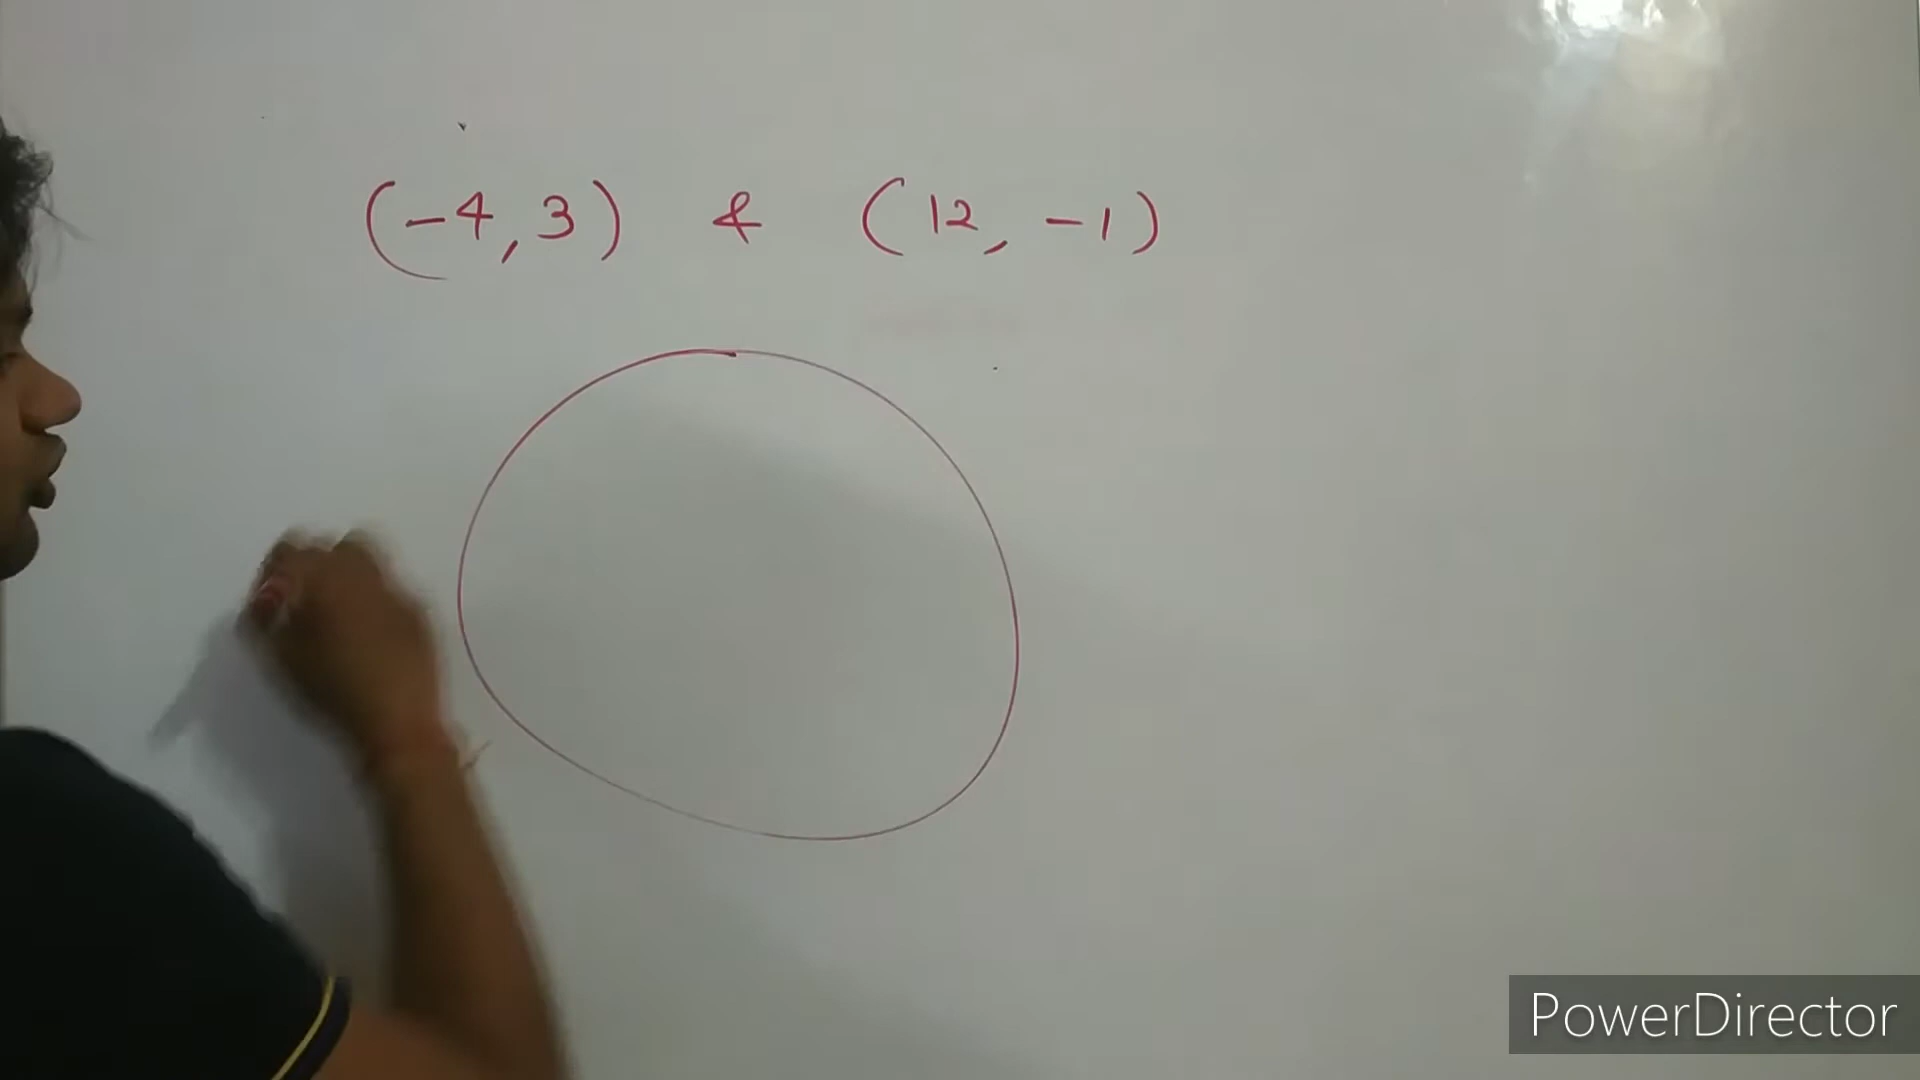 (-4, 3) & (12, -1)
PowerDirector